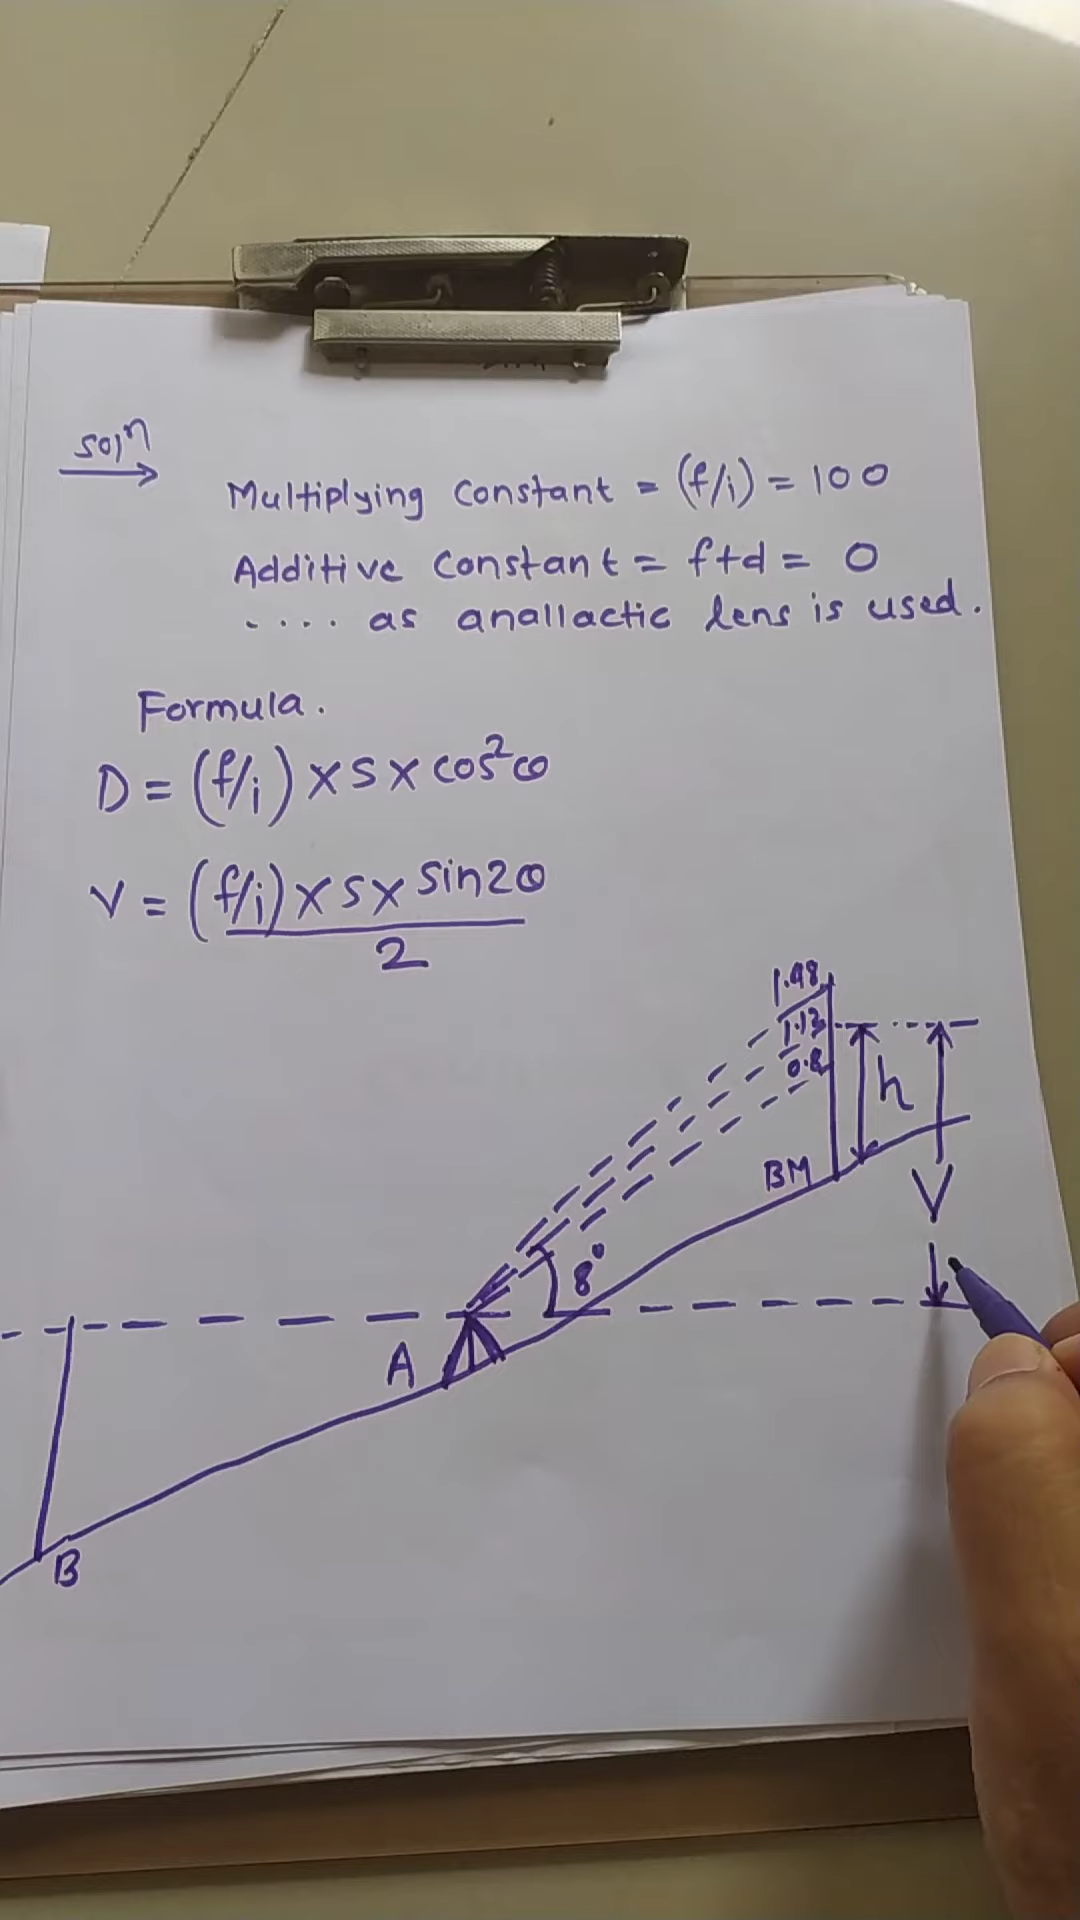 Solⁿ
Multiplying Constant = (f/i) = 100
Additive Constant = f+d = 0
.... as anallactic lens is used.
Formula.
D = (f/i) × S × cos²θ
V = (f/i) × S × sin2θ
2
1.48
1.13
0.8
h
BM
V
8°
A
B